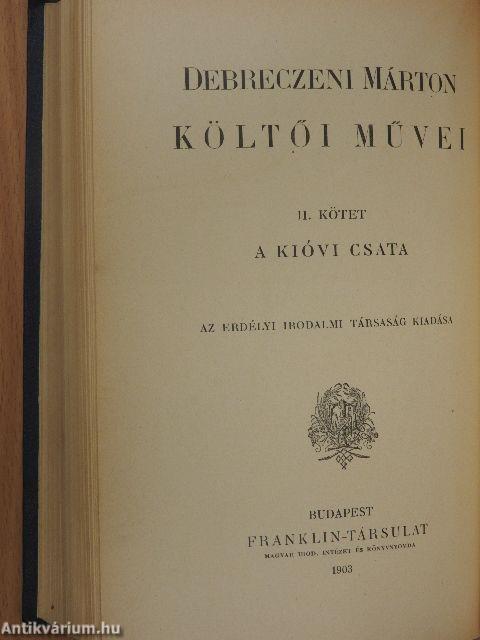 DEBRECZENI MÁRTON
KÖLTŐI MŰVEI
II. KÖTET
A KIÓVI CSATA
AZ ERDÉLYI IRODALMI TÁRSASÁG KIADÁSA
BUDAPEST
FRANKLIN-TÁRSULAT
MAGYAR IROD. INTÉZET ÉS KÖNYVNYOMDA
1903
Antikvárium.hu